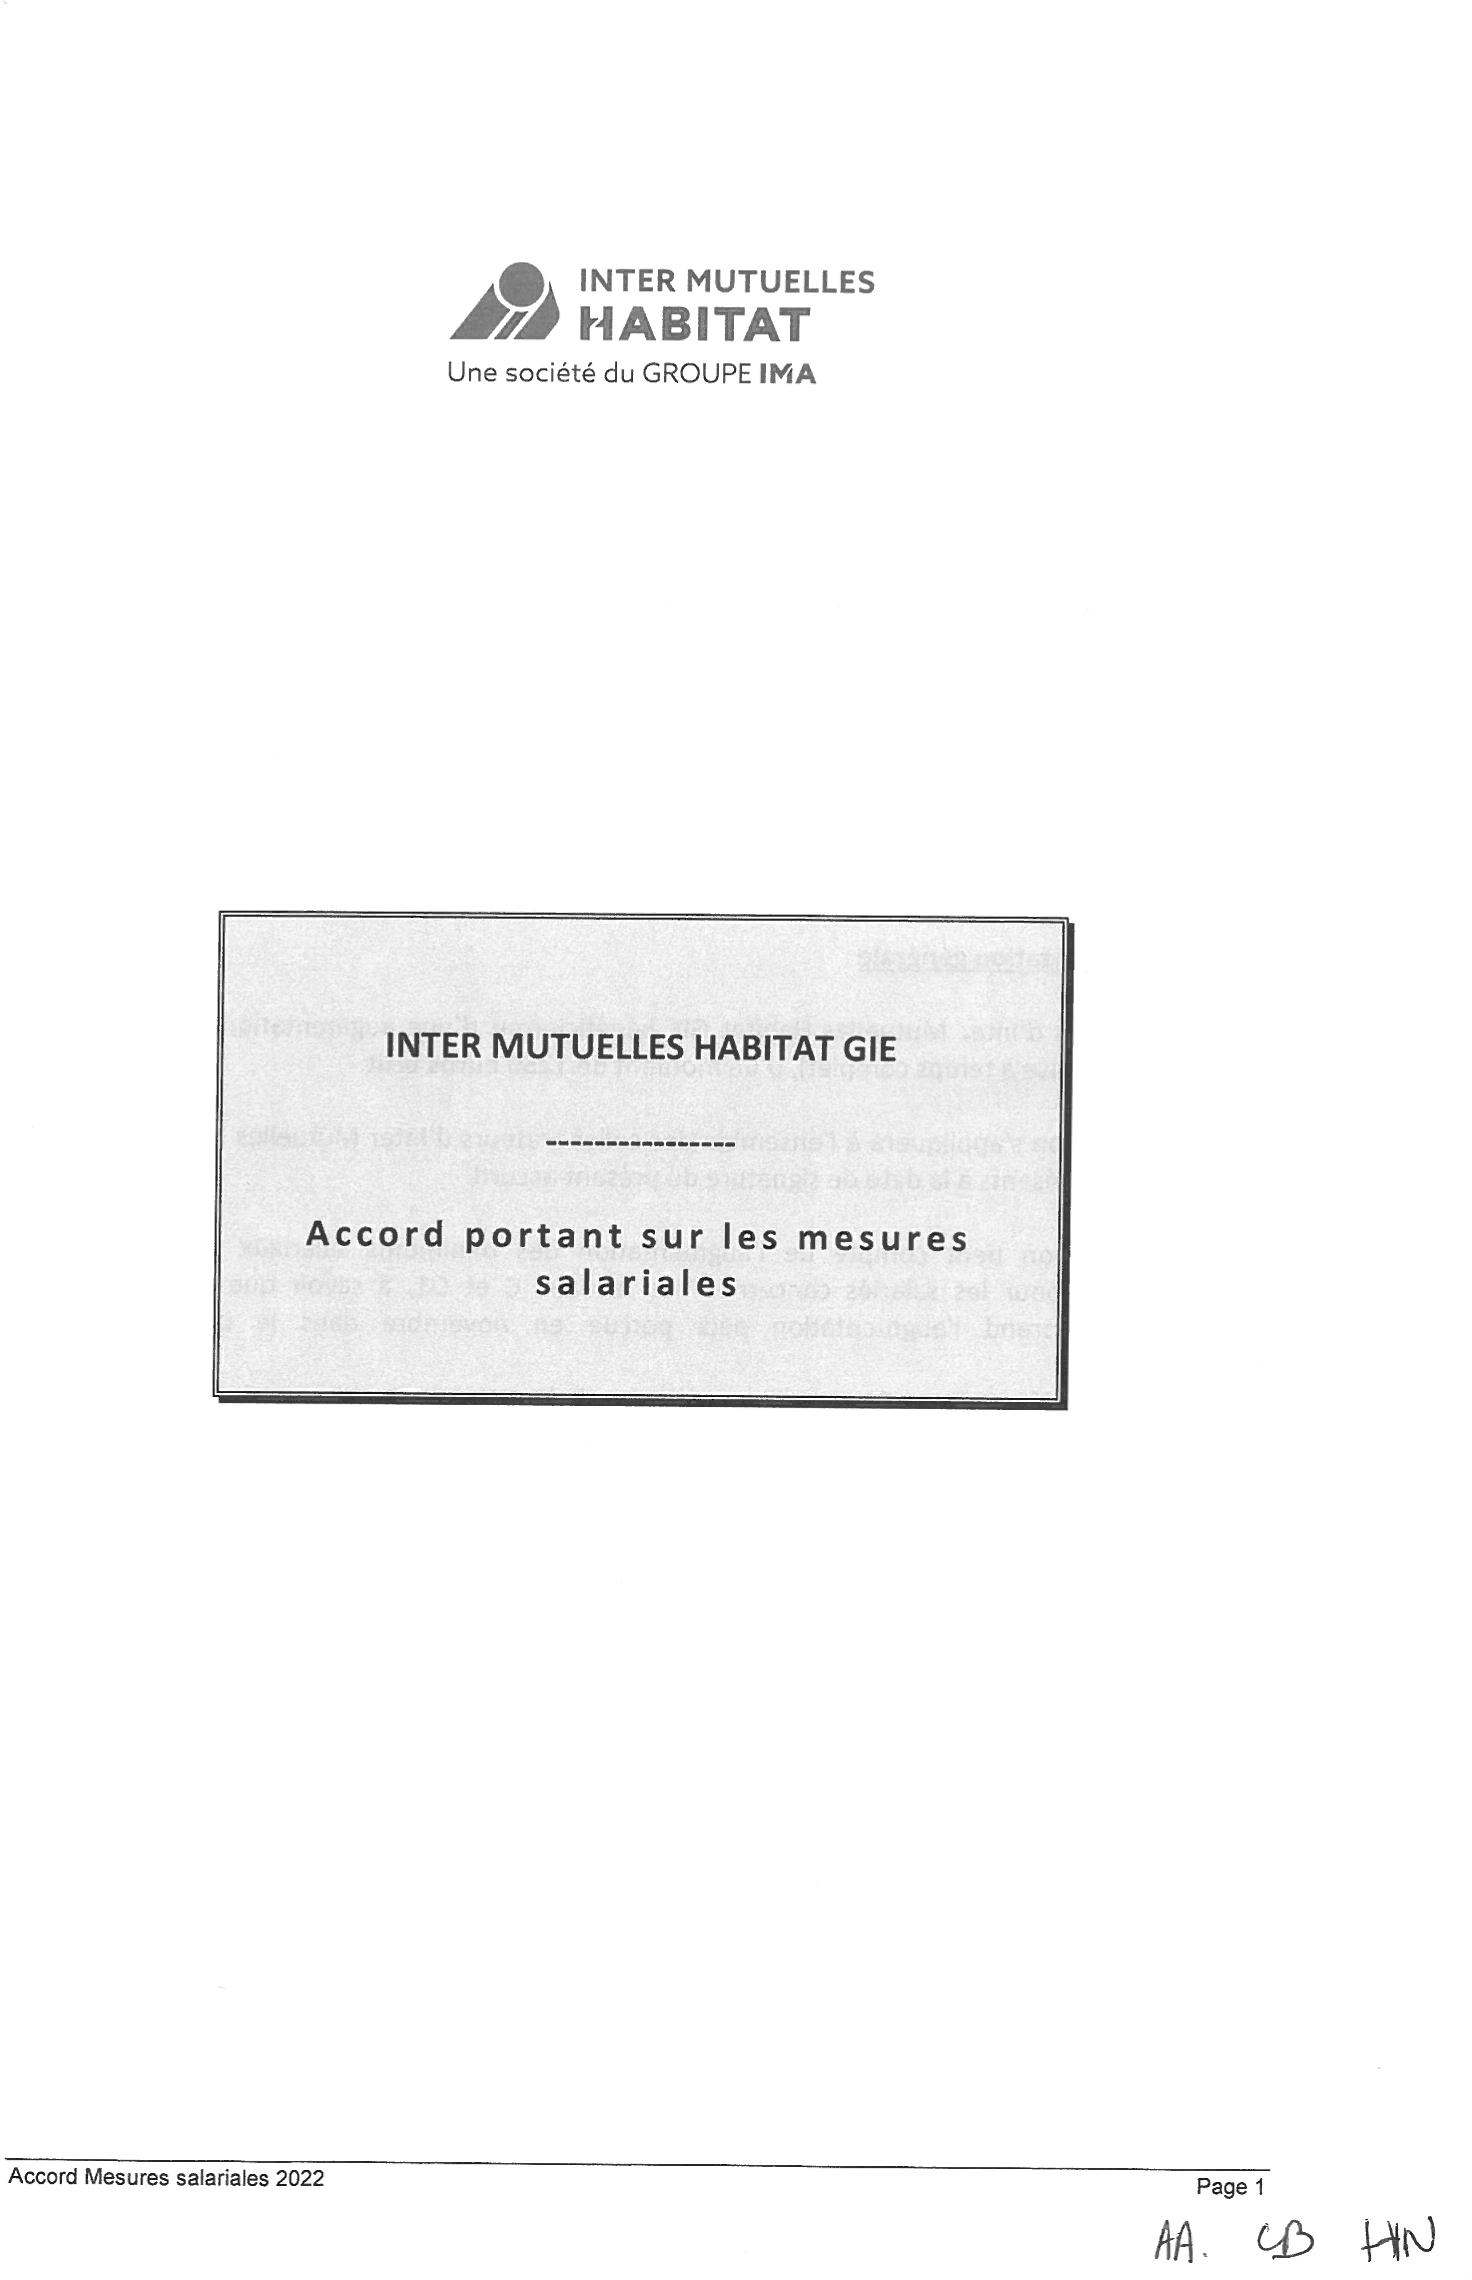 INTER MUTUELLES
HABITAT
Une société du GROUPE IMA
INTER MUTUELLES HABITAT GIE
----------------
Accord portant sur les mesures
salariales
Accord Mesures salariales 2022
Page 1
AA. CB HN